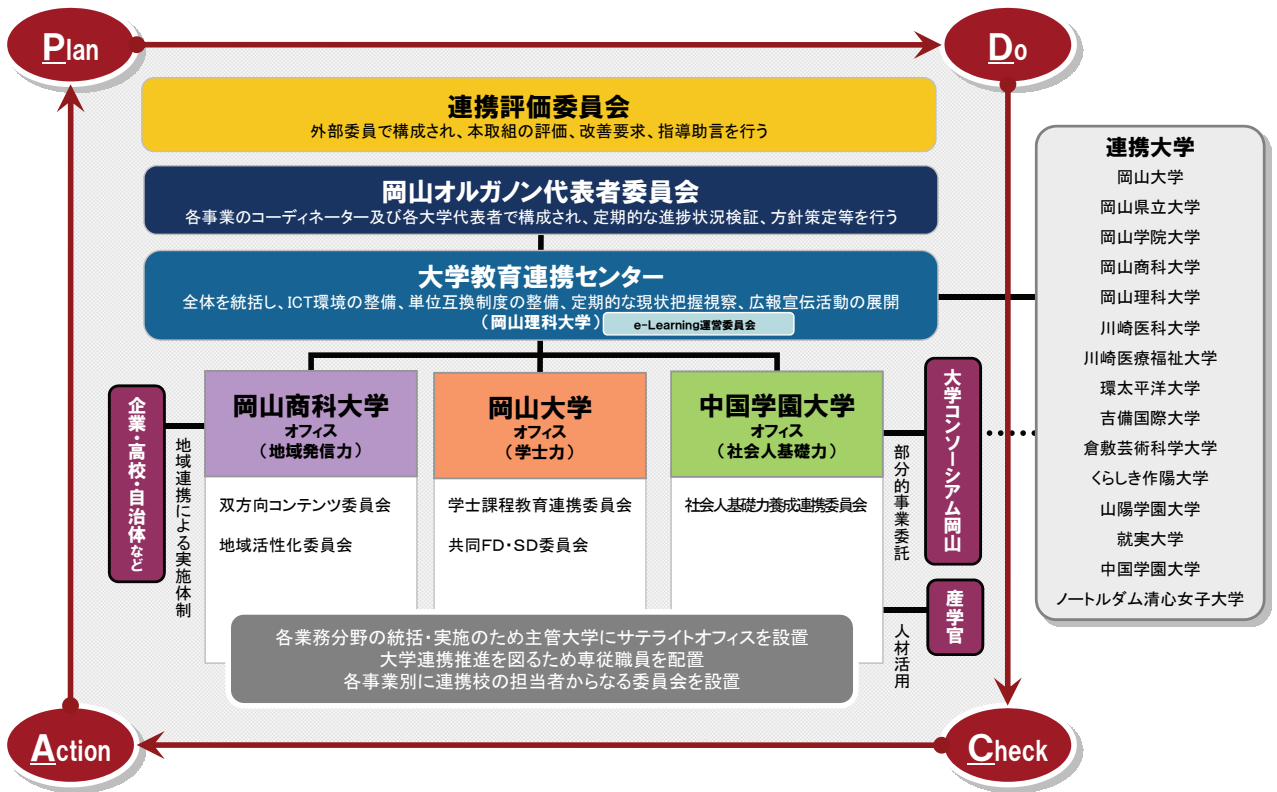 Plan
Do
連携評価委員会
外部委員で構成され、本取組の評価、改善要求、指導助言を行う
岡山オルガノン代表者委員会
各事業のコーディネーター及び各大学代表者で構成され、定期的な進捗状況検証、方針策定等を行う
大学教育連携センター
全体を統括し、ICT環境の整備、単位互換制度の整備、定期的な現状把握視察、広報宣伝活動の展開
（岡山理科大学）
e-Learning運営委員会
企業・高校・自治体など
地域連携による実施体制
岡山商科大学
オフィス
（地域発信力）
双方向コンテンツ委員会
地域活性化委員会
岡山大学
オフィス
（学士力）
学士課程教育連携委員会
共同FD・SD委員会
中国学園大学
オフィス
（社会人基礎力）
社会人基礎力養成連携委員会
部分的事業委託
大学コンソーシアム岡山
人材活用
産学官
各業務分野の統括・実施のため主管大学にサテライトオフィスを設置
大学連携推進を図るため専従職員を配置
各事業別に連携校の担当者からなる委員会を設置
連携大学
岡山大学
岡山県立大学
岡山学院大学
岡山商科大学
岡山理科大学
川崎医科大学
川崎医療福祉大学
環太平洋大学
吉備国際大学
倉敷芸術科学大学
くらしき作陽大学
山陽学園大学
就実大学
中国学園大学
ノートルダム清心女子大学
Action
Check